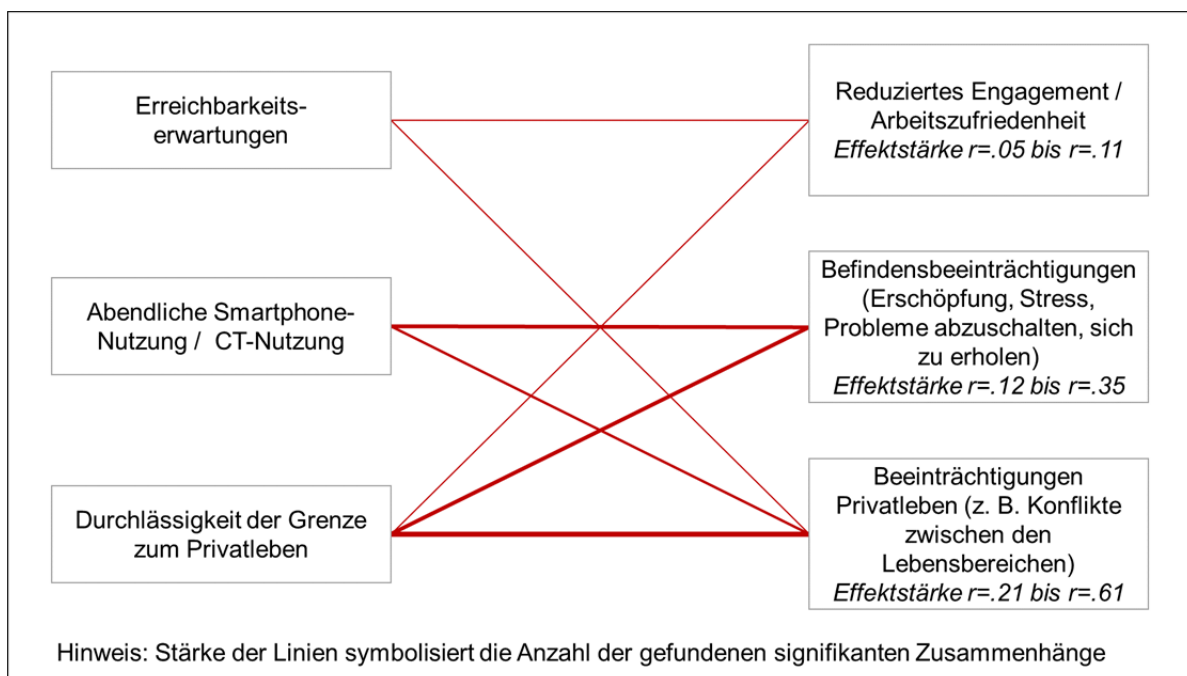 Erreichbarkeits-
erwartungen
Reduziertes Engagement /
Arbeitszufriedenheit
Effektstärke r=.05 bis r=.11
Abendliche Smartphone-
Nutzung /  CT-Nutzung
Befindensbeeinträchtigungen
(Erschöpfung, Stress,
Probleme abzuschalten, sich
zu erholen)
Effektstärke r=.12 bis r=.35
Durchlässigkeit der Grenze
zum Privatleben
Beeinträchtigungen
Privatleben (z. B. Konflikte
zwischen den
Lebensbereichen)
Effektstärke r=.21 bis r=.61
Hinweis: Stärke der Linien symbolisiert die Anzahl der gefundenen signifikanten Zusammenhänge